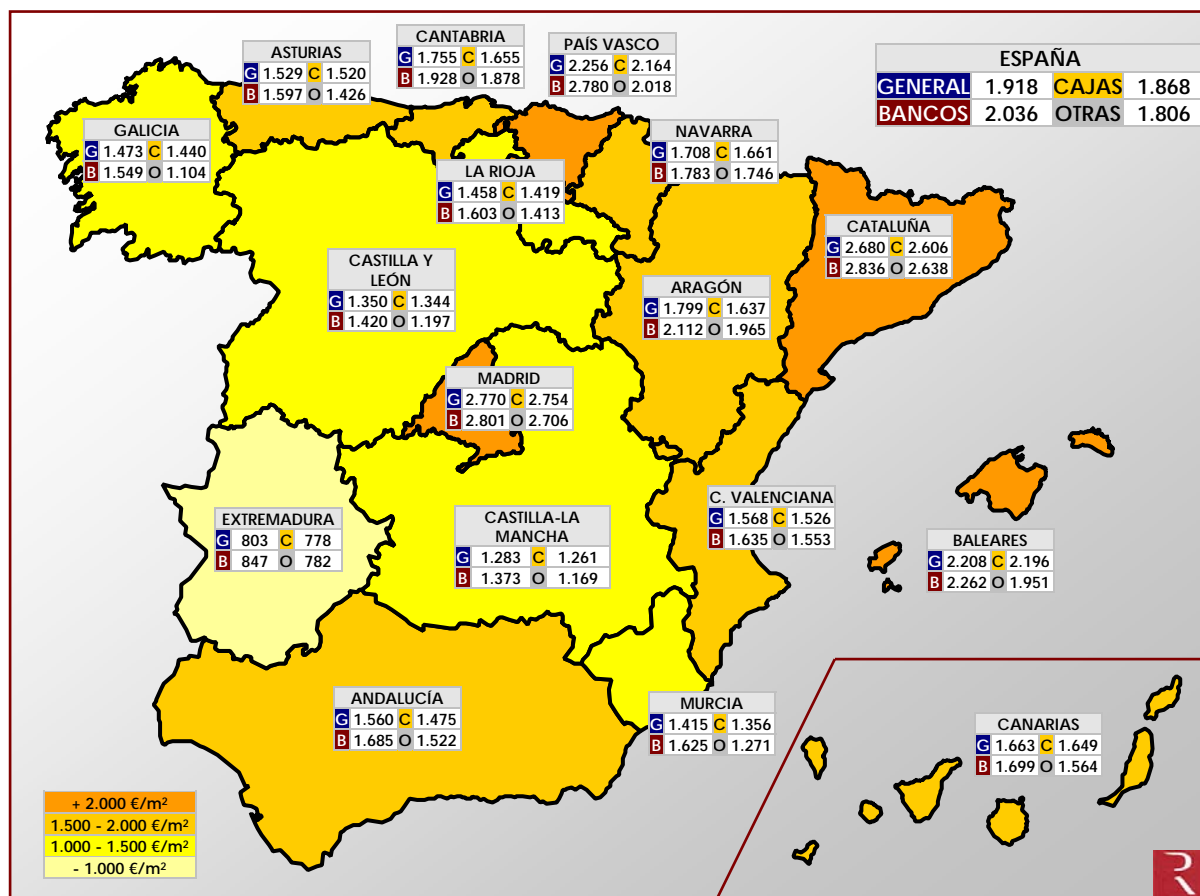 ASTURIAS
G 1.529 C 1.520
B 1.597 O 1.426
CANTABRIA
G 1.755 C 1.655
B 1.928 O 1.878
PAÍS VASCO
G 2.256 C 2.164
B 2.780 O 2.018
ESPAÑA
GENERAL 1.918 CAJAS 1.868
BANCOS 2.036 OTRAS 1.806
GALICIA
G 1.473 C 1.440
B 1.549 O 1.104
NAVARRA
G 1.708 C 1.661
B 1.783 O 1.746
LA RIOJA
G 1.458 C 1.419
B 1.603 O 1.413
CATALUÑA
G 2.680 C 2.606
B 2.836 O 2.638
CASTILLA Y
LEÓN
G 1.350 C 1.344
B 1.420 O 1.197
ARAGÓN
G 1.799 C 1.637
B 2.112 O 1.965
MADRID
G 2.770 C 2.754
B 2.801 O 2.706
C. VALENCIANA
G 1.568 C 1.526
B 1.635 O 1.553
EXTREMADURA
G 803 C 778
B 847 O 782
CASTILLA-LA
MANCHA
G 1.283 C 1.261
B 1.373 O 1.169
BALEARES
G 2.208 C 2.196
B 2.262 O 1.951
ANDALUCÍA
G 1.560 C 1.475
B 1.685 O 1.522
MURCIA
G 1.415 C 1.356
B 1.625 O 1.271
CANARIAS
G 1.663 C 1.649
B 1.699 O 1.564
+ 2.000 €/m²
1.500 - 2.000 €/m²
1.000 - 1.500 €/m²
- 1.000 €/m²
R